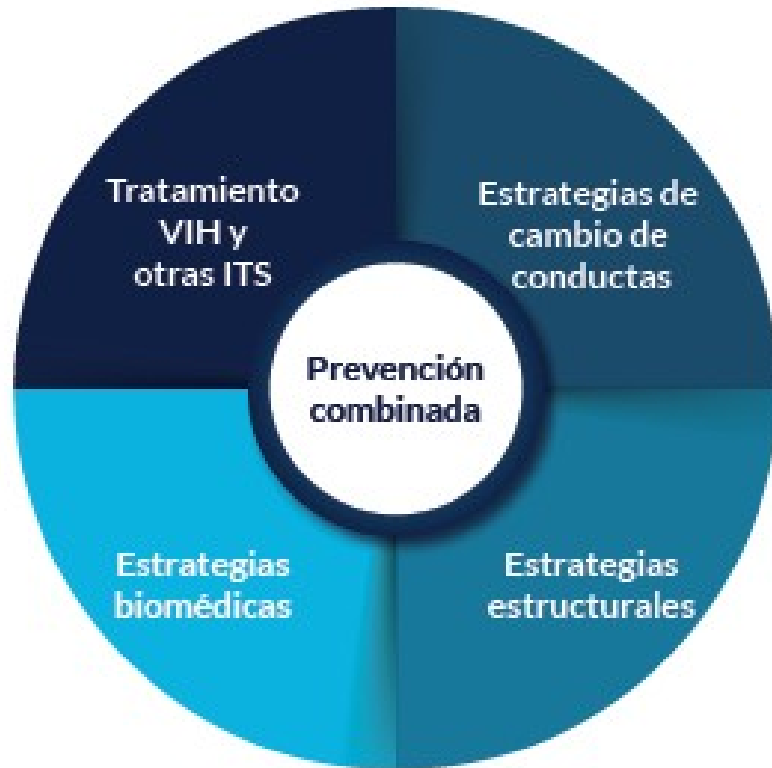 Tratamiento
VIH y
otras ITS
Estrategias de
cambio de
conductas
Prevención
combinada
Estrategias
biomédicas
Estrategias
estructurales